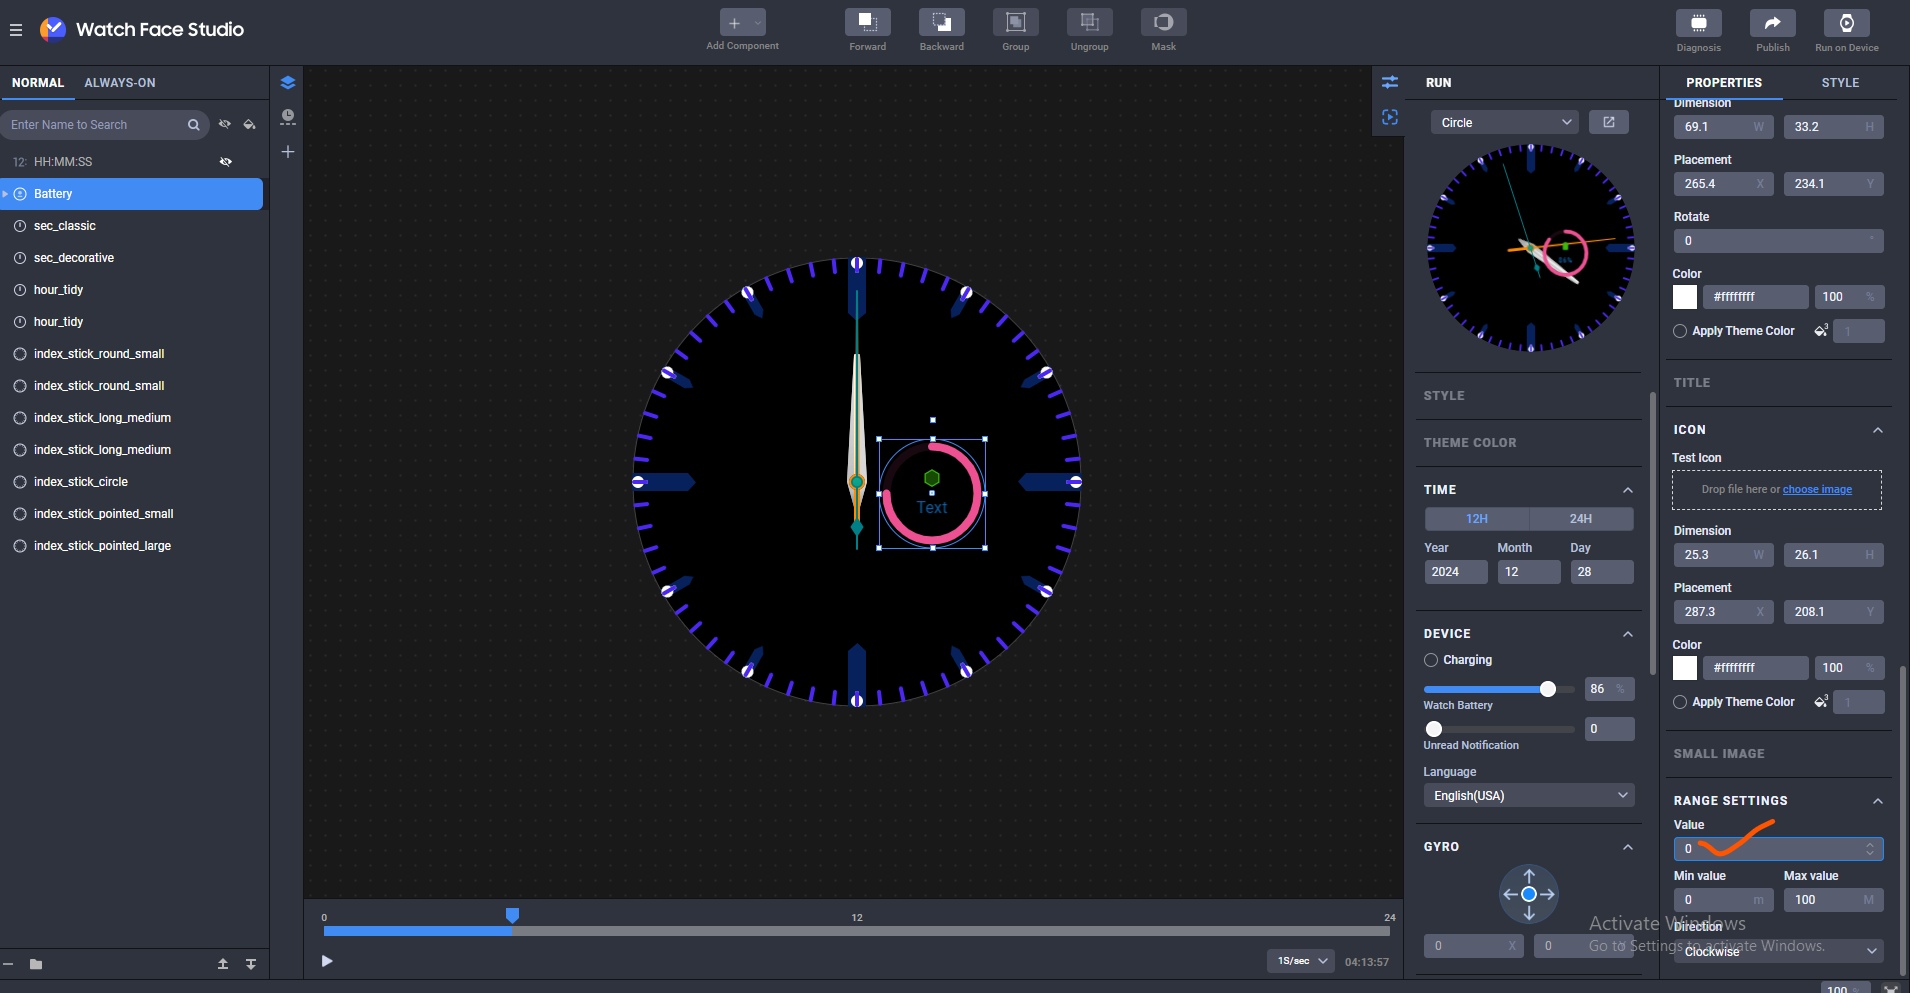 Watch Face Studio
Add Component
Forward
Backward
Group
Ungroup
Mask
Diagnosis
Publish
Run on Device
NORMAL
ALWAYS-ON
Enter Name to Search
12: HH:MM:SS
Battery
sec_classic
sec_decorative
hour_tidy
hour_tidy
index_stick_round_small
index_stick_round_small
index_stick_long_medium
index_stick_long_medium
index_stick_circle
index_stick_pointed_small
index_stick_pointed_large
Text
0
12
24
1S/sec
04:13:57
RUN
Circle
86%
STYLE
THEME COLOR
TIME
12H 24H
Year Month Day
2024 12 28
DEVICE
Charging
86 %
Watch Battery
0
Unread Notification
Language
English(USA)
GYRO
0 X 0 Y
PROPERTIES STYLE
Dimension
69.1 W 33.2 H
Placement
265.4 X 234.1 Y
Rotate
0 °
Color
#ffffffff 100 %
Apply Theme Color 3 1
TITLE
ICON
Test Icon
Drop file here or choose image
Dimension
25.3 W 26.1 H
Placement
287.3 X 208.1 Y
Color
#ffffffff 100 %
Apply Theme Color 3 1
SMALL IMAGE
RANGE SETTINGS
Value
0
Min value Max value
0 m 100 M
Direction
Clockwise
Activate Windows
Go to Settings to activate Windows.
100 %